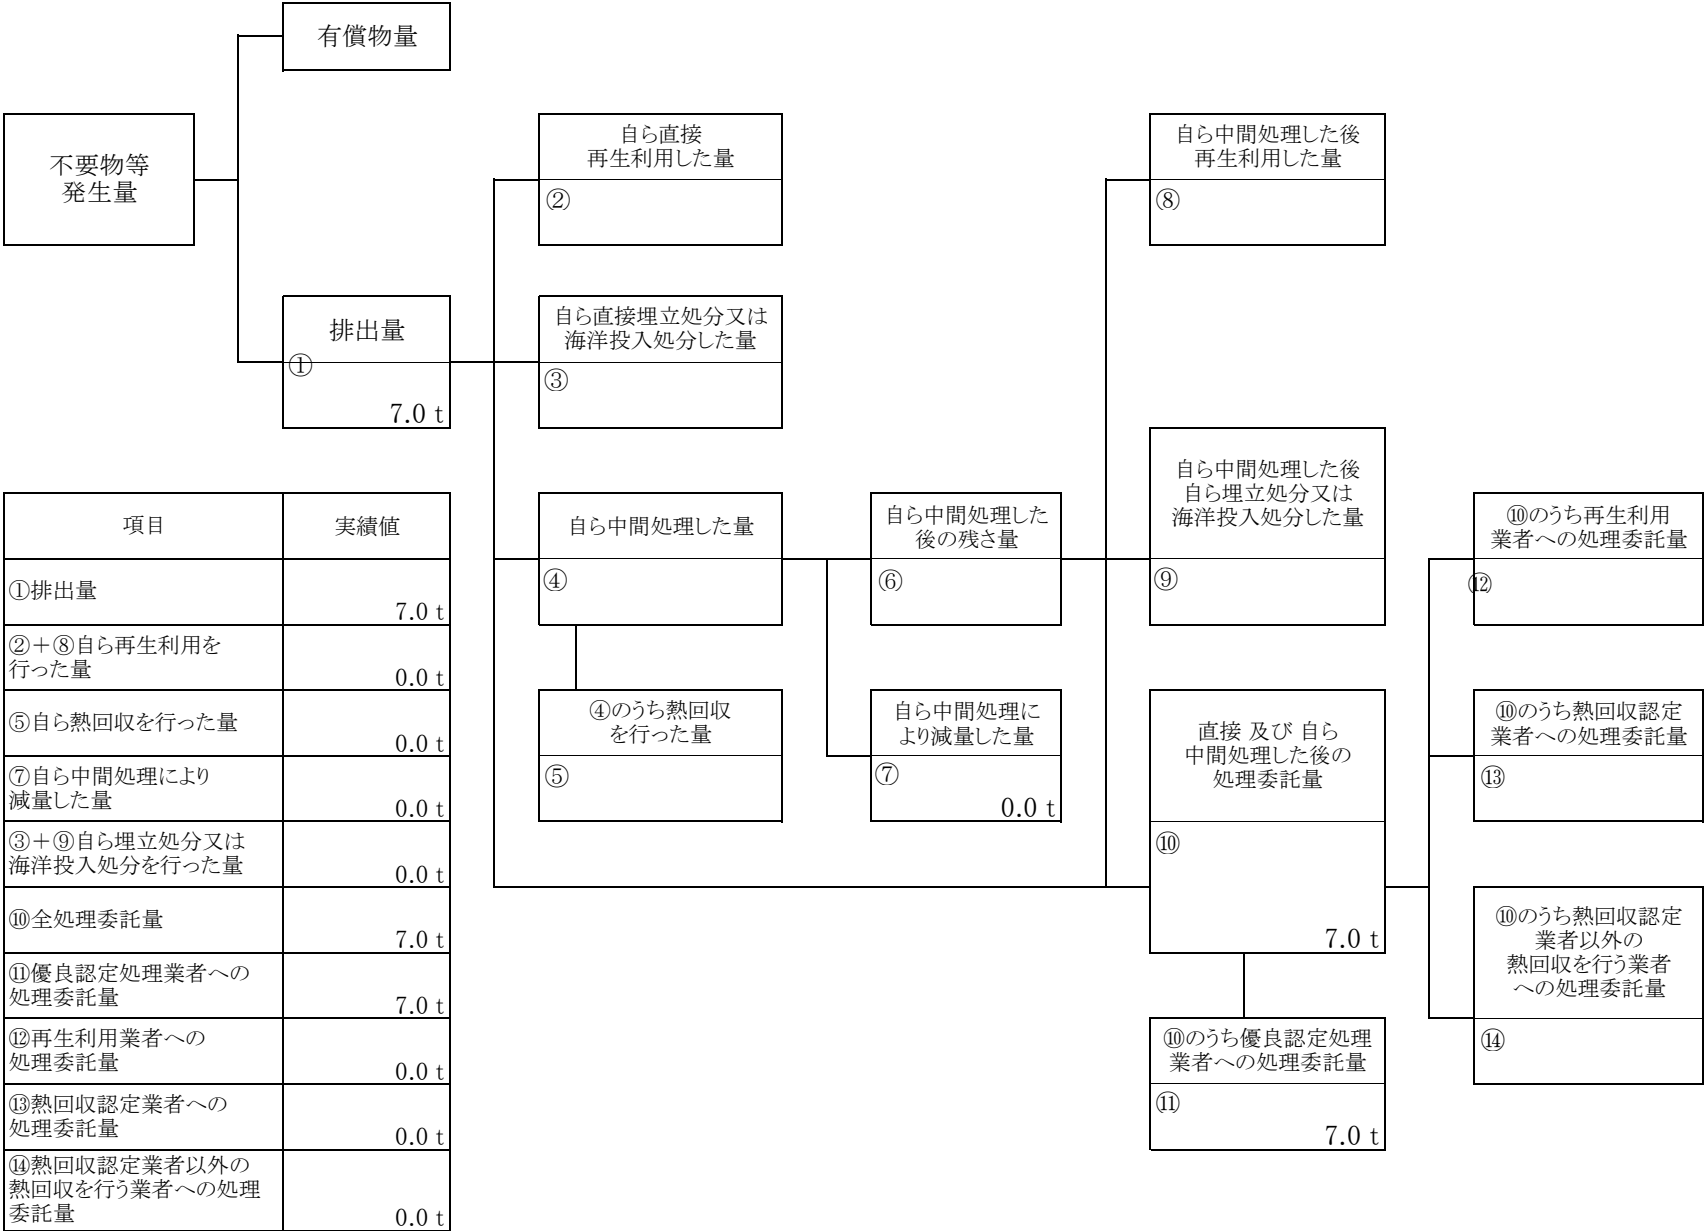 有償物量
不要物等
発生量
自ら直接
再生利用した量
②
自ら中間処理した後
再生利用した量
⑧
排出量
①
7.0 t
自ら直接埋立処分又は
海洋投入処分した量
③
自ら中間処理した量
④
自ら中間処理した
後の残さ量
⑥
自ら中間処理した後
自ら埋立処分又は
海洋投入処分した量
⑨
⑩のうち再生利用
業者への処理委託量
⑫
④のうち熱回収
を行った量
⑤
自ら中間処理に
より減量した量
⑦
0.0 t
直接 及び 自ら
中間処理した後の
処理委託量
⑩
7.0 t
⑩のうち熱回収認定
業者への処理委託量
⑬
⑩のうち熱回収認定
業者以外の
熱回収を行う業者
への処理委託量
⑭
⑩のうち優良認定処理
業者への処理委託量
⑪
7.0 t
項目 実績値
①排出量
7.0 t
②＋⑧自ら再生利用を
行った量
0.0 t
⑤自ら熱回収を行った量
0.0 t
⑦自ら中間処理により
減量した量
0.0 t
③＋⑨自ら埋立処分又は
海洋投入処分を行った量
0.0 t
⑩全処理委託量
7.0 t
⑪優良認定処理業者への
処理委託量
7.0 t
⑫再生利用業者への
処理委託量
0.0 t
⑬熱回収認定業者への
処理委託量
0.0 t
⑭熱回収認定業者以外の
熱回収を行う業者への処理
委託量
0.0 t